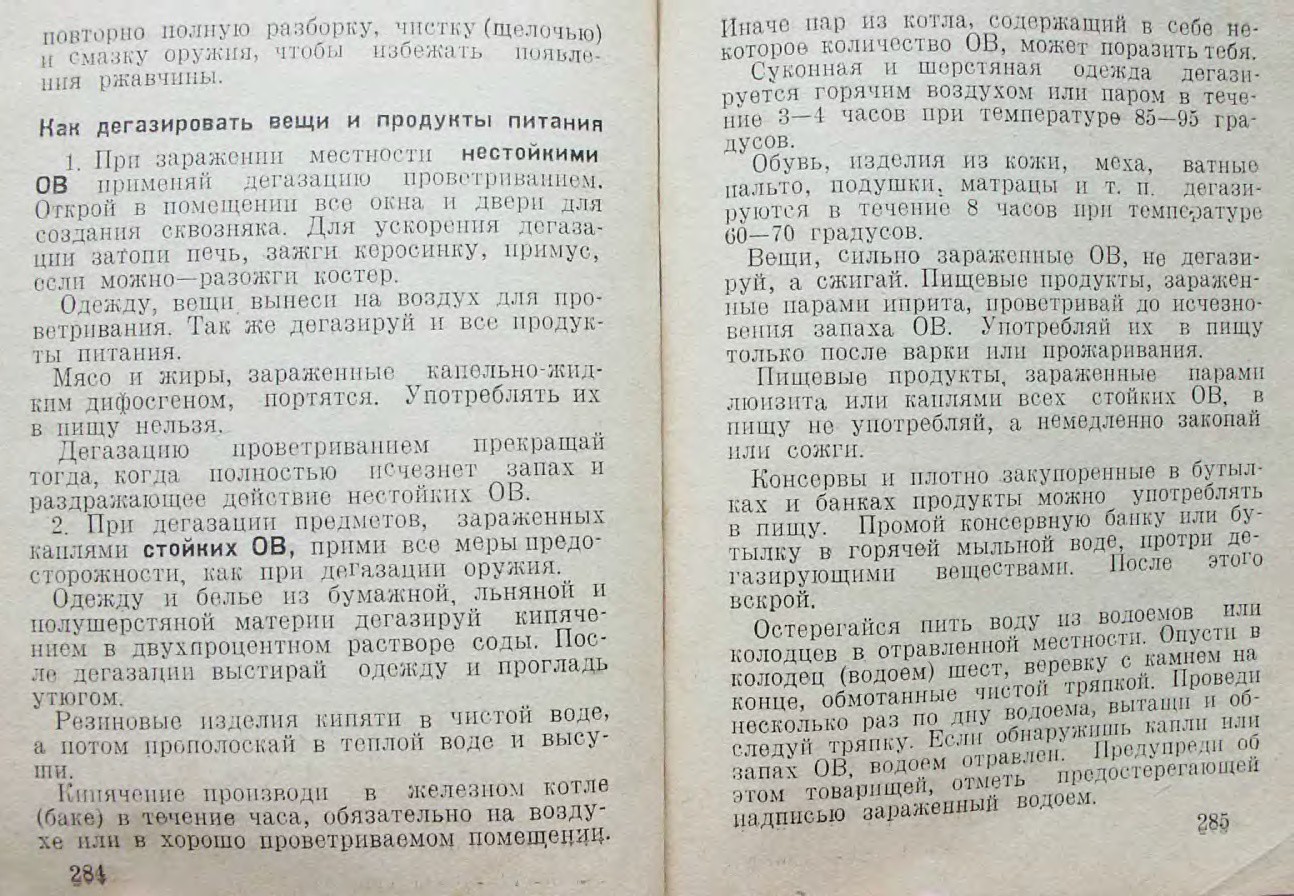 повторно полную разборку, чистку (щелочью)
и смазку оружия, чтобы избежать появле-
ния ржавчины.
Как дегазировать вещи и продукты питания
1. При заражении местности нестойкими
ОВ применяй дегазацию проветриванием.
Открой в помещении все окна и двери для
создания сквозняка. Для ускорения дегаза-
ции затопи печь, зажги керосинку, примус,
если можно—разожги костер.
Одежду, вещи вынеси на воздух для про-
ветривания. Так же дегазируй и все продук-
ты питания.
Мясо и жиры, зараженные капельно-жид-
ким дифосгеном, портятся. Употреблять их
в пищу нельзя.
Дегазацию проветриванием прекращай
тогда, когда полностью исчезнет запах и
раздражающее действие нестойких ОВ.
2. При дегазации предметов, зараженных
каплями стойких ОВ, прими все меры предо-
сторожности, как при дегазации оружия.
Одежду и белье из бумажной, льняной и
полушерстяной материи дегазируй кипяче-
нием в двухпроцентном растворе соды. Пос-
ле дегазации выстирай одежду и прогладь
утюгом.
Резиновые изделия кипяти в чистой воде,
а потом прополоскай в теплой воде и высу-
ши.
Кипячение производи в железном котле
(баке) в течение часа, обязательно на возду-
хе или в хорошо проветриваемом помещении.
284
Иначе пар из котла, содержащий в себе не-
которое количество ОВ, может поразить тебя.
Суконная и шерстяная одежда дегази-
руется горячим воздухом или паром в тече-
ние 3—4 часов при температуре 85—95 гра-
дусов.
Обувь, изделия из кожи, меха, ватные
пальто, подушки, матрацы и т. п. дегази-
руются в течение 8 часов при температуре
60—70 градусов.
Вещи, сильно зараженные ОВ, не дегази-
руй, а сжигай. Пищевые продукты, заражен-
ные парами иприта, проветривай до исчезно-
вения запаха ОВ. Употребляй их в пищу
только после варки или прожаривания.
Пищевые продукты, зараженные парами
люизита или каплями всех стойких ОВ, в
пищу не употребляй, а немедленно закопай
или сожги.
Консервы и плотно закупоренные в бутыл-
ках и банках продукты можно употреблять
в пищу. Промой консервную банку или бу-
тылку в горячей мыльной воде, протри де-
газирующими веществами. После этого
вскрой.
Остерегайся пить воду из водоемов или
колодцев в отравленной местности. Опусти в
колодец (водоем) шест, веревку с камнем на
конце, обмотанные чистой тряпкой. Проведи
несколько раз по дну водоема, вытащи и об-
следуй тряпку. Если обнаружишь капли или
запах ОВ, водоем отравлен. Предупреди об
этом товарищей, отметь предостерегающей
надписью зараженный водоем.
285